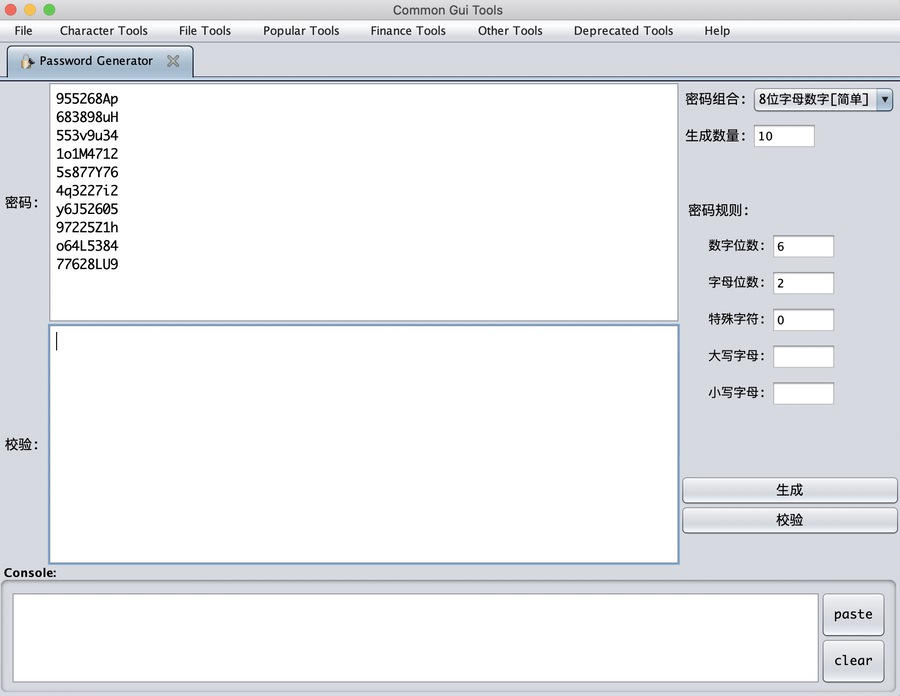 Common Gui Tools
File Character Tools File Tools Popular Tools Finance Tools Other Tools Deprecated Tools Help
Password Generator
密码：
955268Ap
683898uH
553v9u34
1o1M4712
5s877Y76
4q3227i2
y6J52605
97225Z1h
o64L5384
77628LU9
密码组合： 8位字母数字[简单]
生成数量： 10
密码规则：
数字位数： 6
字母位数： 2
特殊字符： 0
大写字母：
小写字母：
校验：
生成
校验
Console:
paste
clear